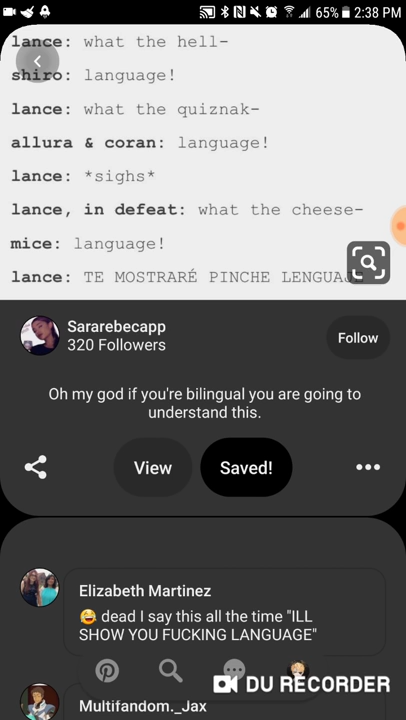 65% 2:38 PM
lance: what the hell-
shiro: language!
lance: what the quiznak-
allura & coran: language!
lance: *sighs*
lance, in defeat: what the cheese-
mice: language!
lance: TE MOSTRARÉ PINCHE LENGUAJE
Sararebecapp
320 Followers
Follow
Oh my god if you're bilingual you are going to
understand this.
View
Saved!
Elizabeth Martinez
😂 dead I say this all the time "ILL
SHOW YOU FUCKING LANGUAGE"
DU RECORDER
Multifandom._Jax